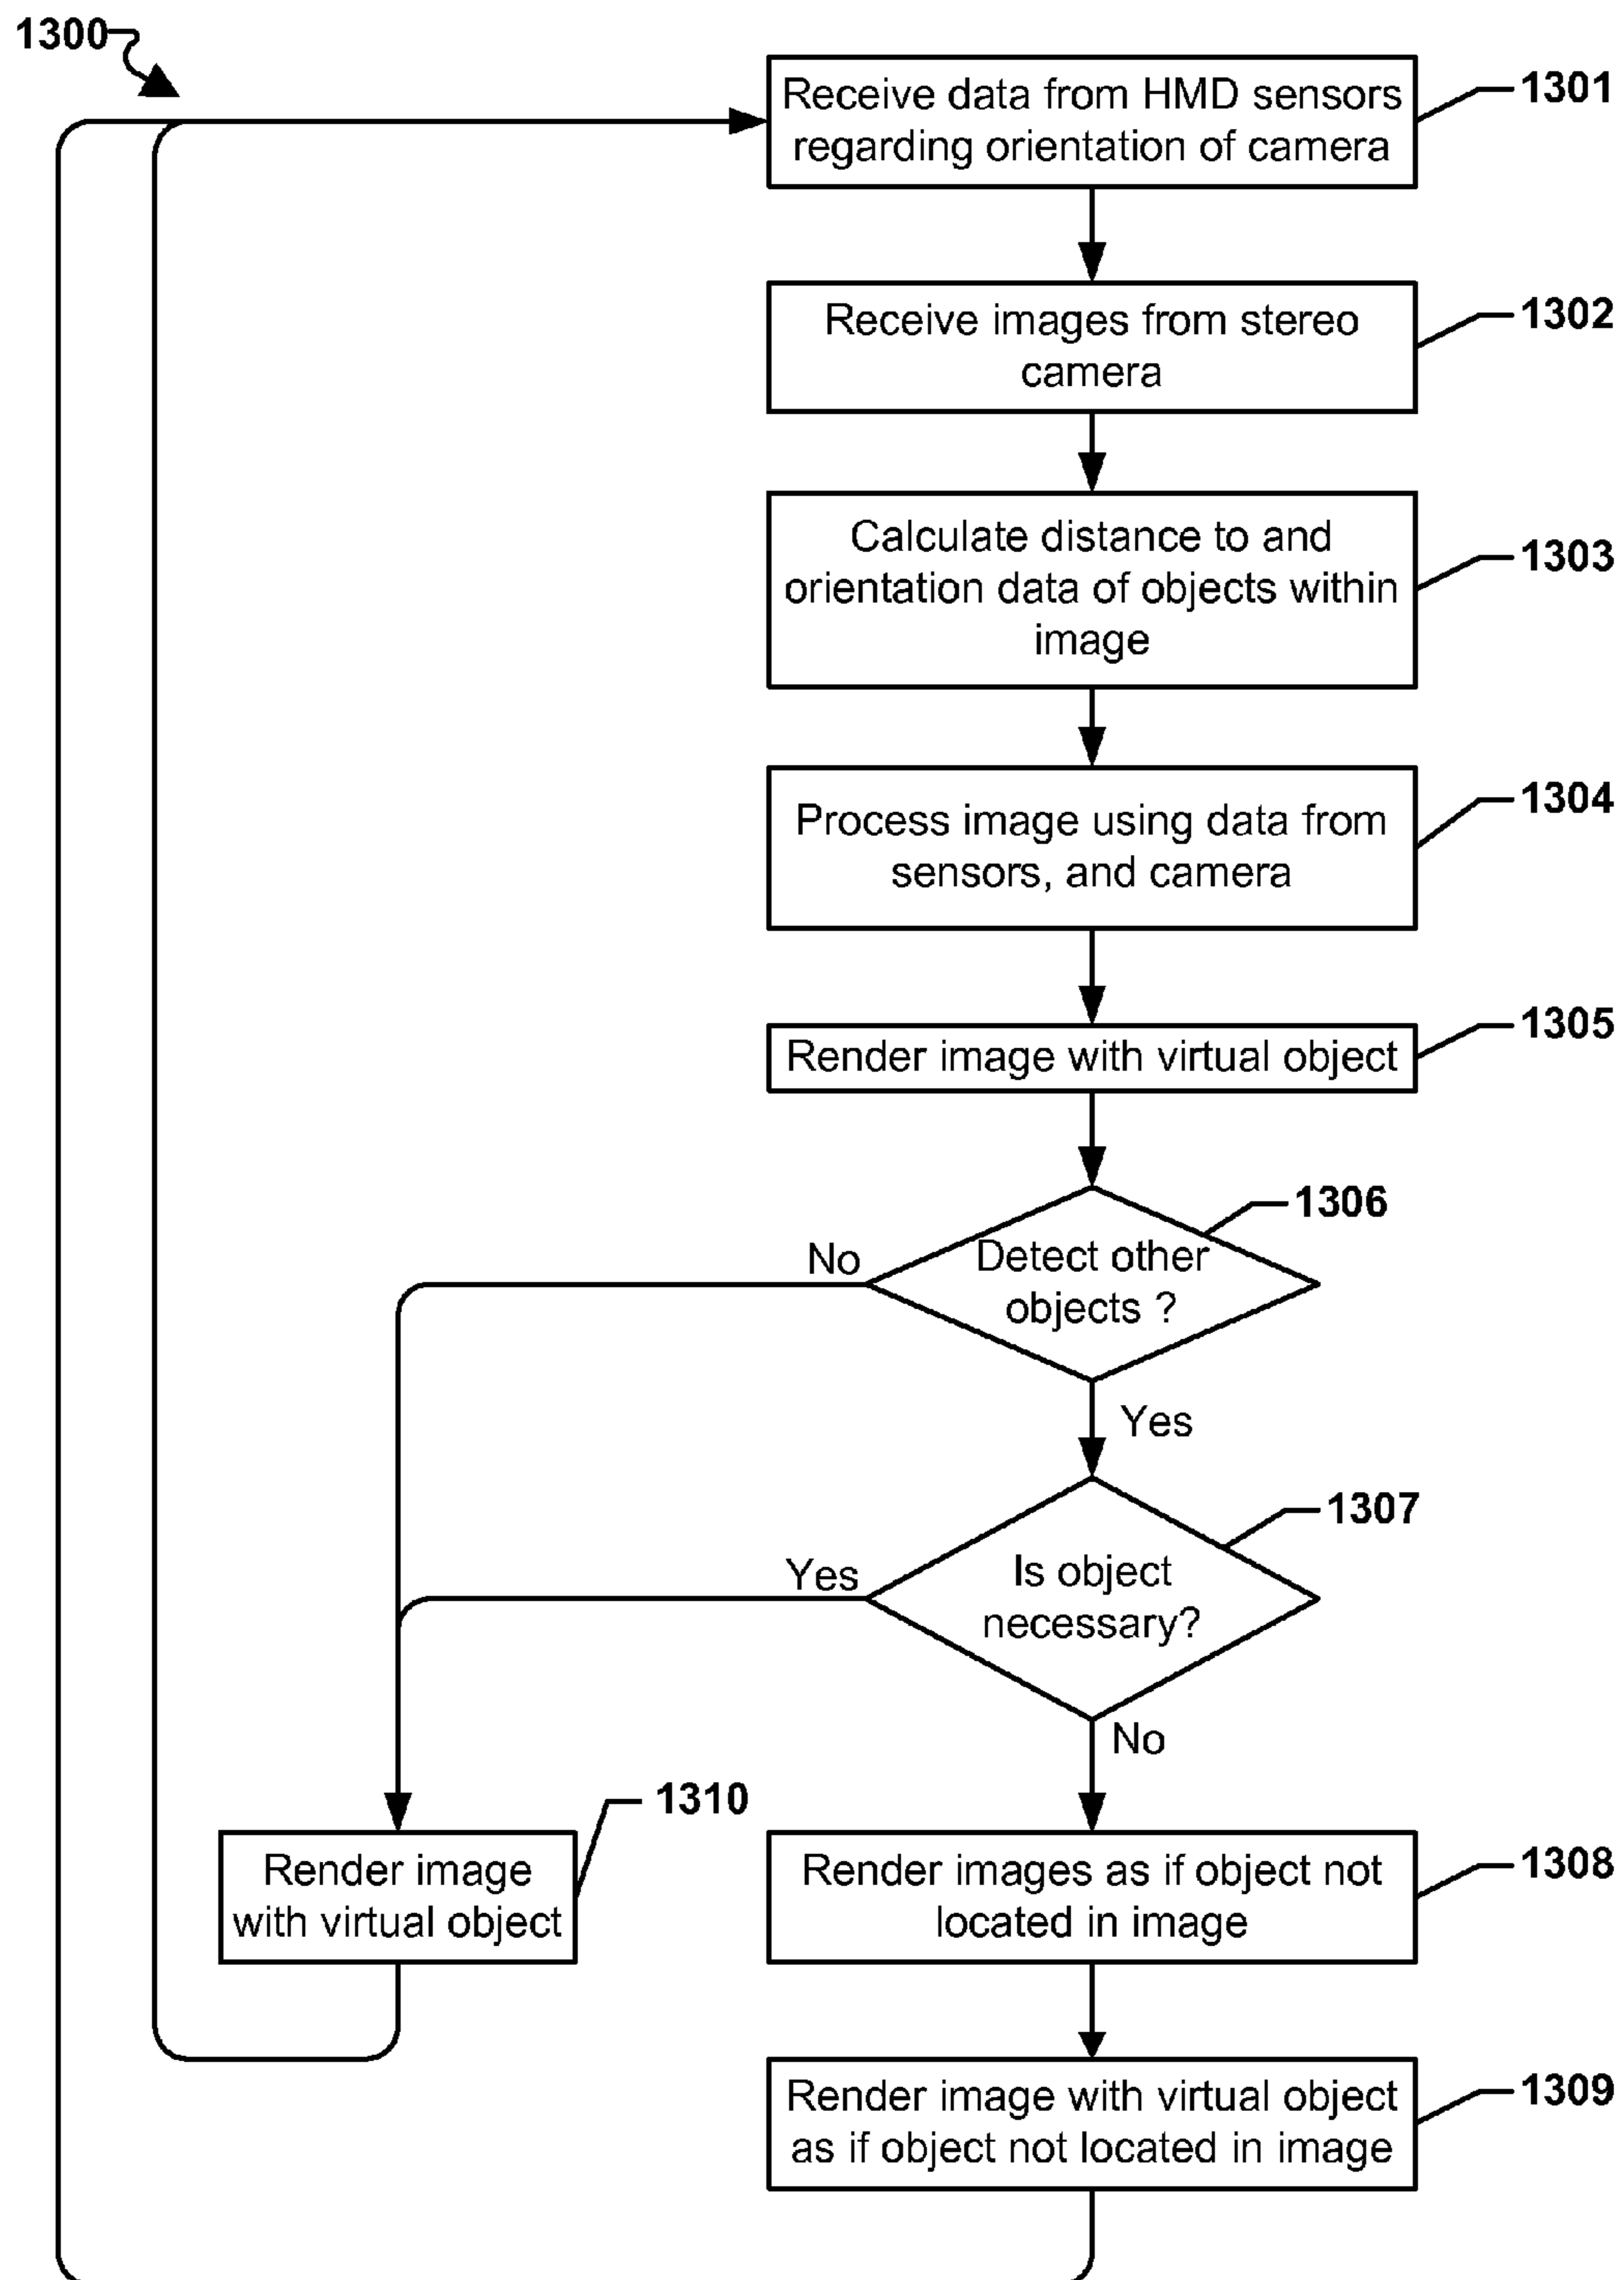 1300
Receive data from HMD sensors
regarding orientation of camera
1301
Receive images from stereo
camera
1302
Calculate distance to and
orientation data of objects within
image
1303
Process image using data from
sensors, and camera
1304
Render image with virtual object
1305
Detect other
objects ?
1306
No
Yes
Is object
necessary?
1307
Yes
No
Render image
with virtual object
1310
Render images as if object not
located in image
1308
Render image with virtual object
as if object not located in image
1309